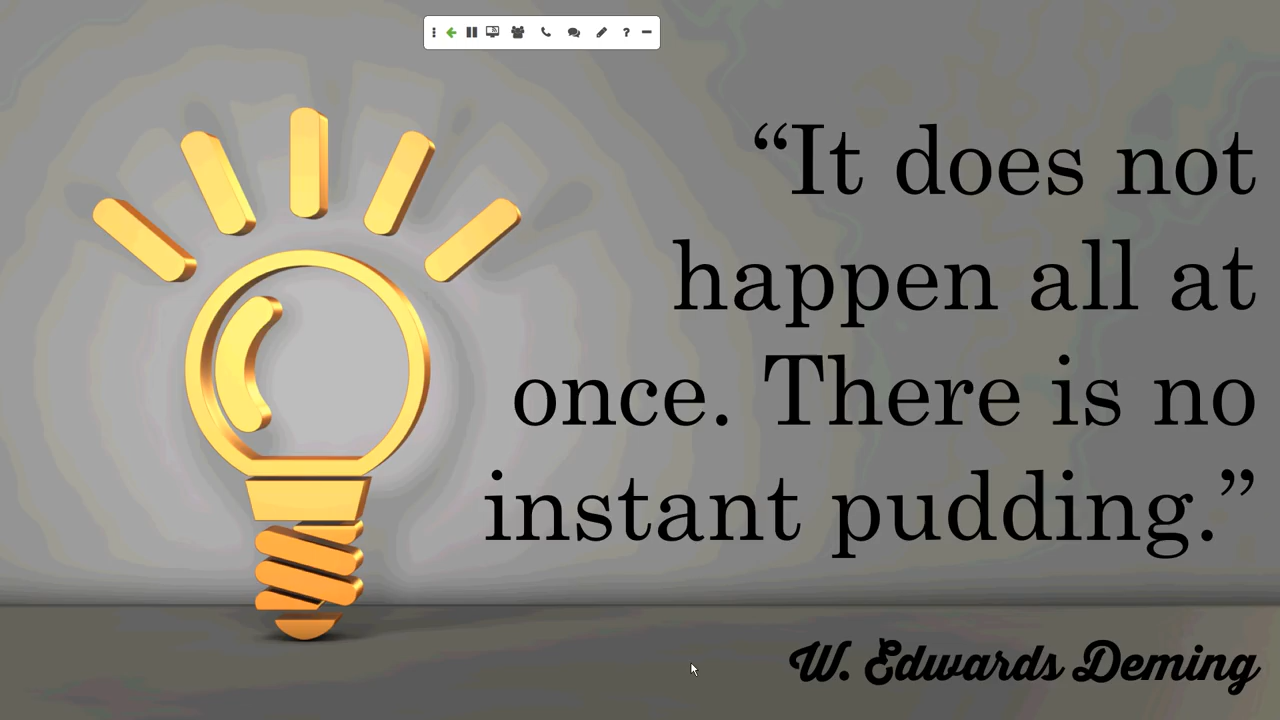 “It does not
happen all at
once. There is no
instant pudding.”
W. Edwards Deming